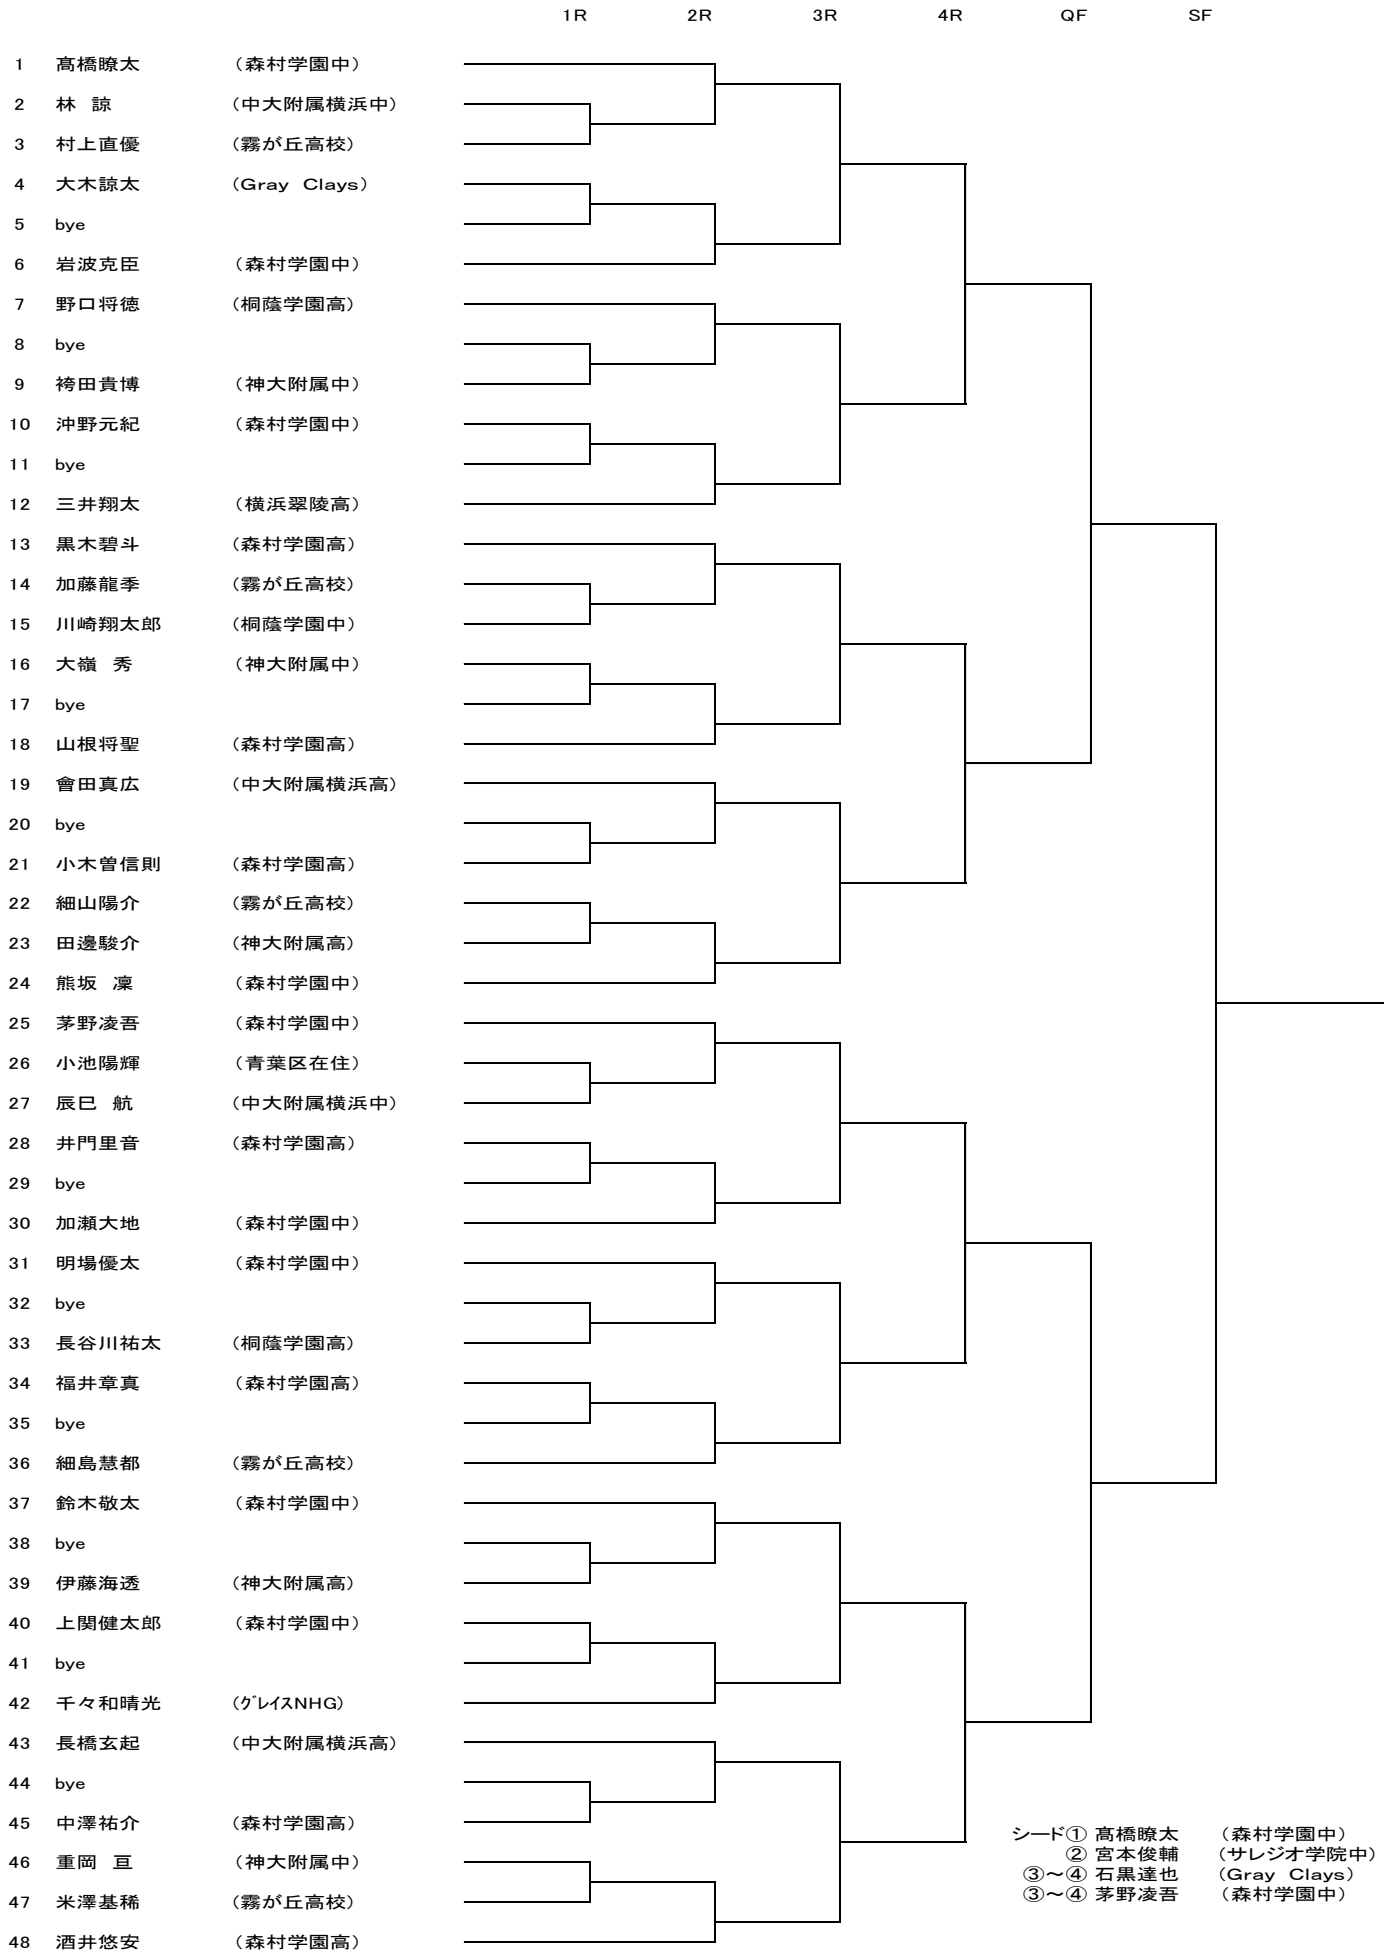 1R 2R 3R 4R QF SF
1 髙橋瞭太 (森村学園中)
2 林 諒 (中大附属横浜中)
3 村上直優 (霧が丘高校)
4 大木諒太 (Gray Clays)
5 bye
6 岩波克臣 (森村学園中)
7 野口将徳 (桐蔭学園高)
8 bye
9 袴田貴博 (神大附属中)
10 沖野元紀 (森村学園中)
11 bye
12 三井翔太 (横浜翠陵高)
13 黒木碧斗 (森村学園高)
14 加藤龍季 (霧が丘高校)
15 川崎翔太郎 (桐蔭学園中)
16 大嶺 秀 (神大附属中)
17 bye
18 山根将聖 (森村学園高)
19 會田真広 (中大附属横浜高)
20 bye
21 小木曽信則 (森村学園高)
22 細山陽介 (霧が丘高校)
23 田邊駿介 (神大附属高)
24 熊坂 凜 (森村学園中)
25 茅野凌吾 (森村学園中)
26 小池陽輝 (青葉区在住)
27 辰巳 航 (中大附属横浜中)
28 井門里音 (森村学園高)
29 bye
30 加瀬大地 (森村学園中)
31 明場優太 (森村学園中)
32 bye
33 長谷川祐太 (桐蔭学園高)
34 福井章真 (森村学園高)
35 bye
36 細島慧都 (霧が丘高校)
37 鈴木敬太 (森村学園中)
38 bye
39 伊藤海透 (神大附属高)
40 上関健太郎 (森村学園中)
41 bye
42 千々和晴光 (グレイスNHG)
43 長橋玄起 (中大附属横浜高)
44 bye
45 中澤祐介 (森村学園高)
46 重岡 亘 (神大附属中)
47 米澤基稀 (霧が丘高校)
48 酒井悠安 (森村学園高)
シード① 髙橋瞭太 (森村学園中)
② 宮本俊輔 (サレジオ学院中)
③～④ 石黒達也 (Gray Clays)
③～④ 茅野凌吾 (森村学園中)